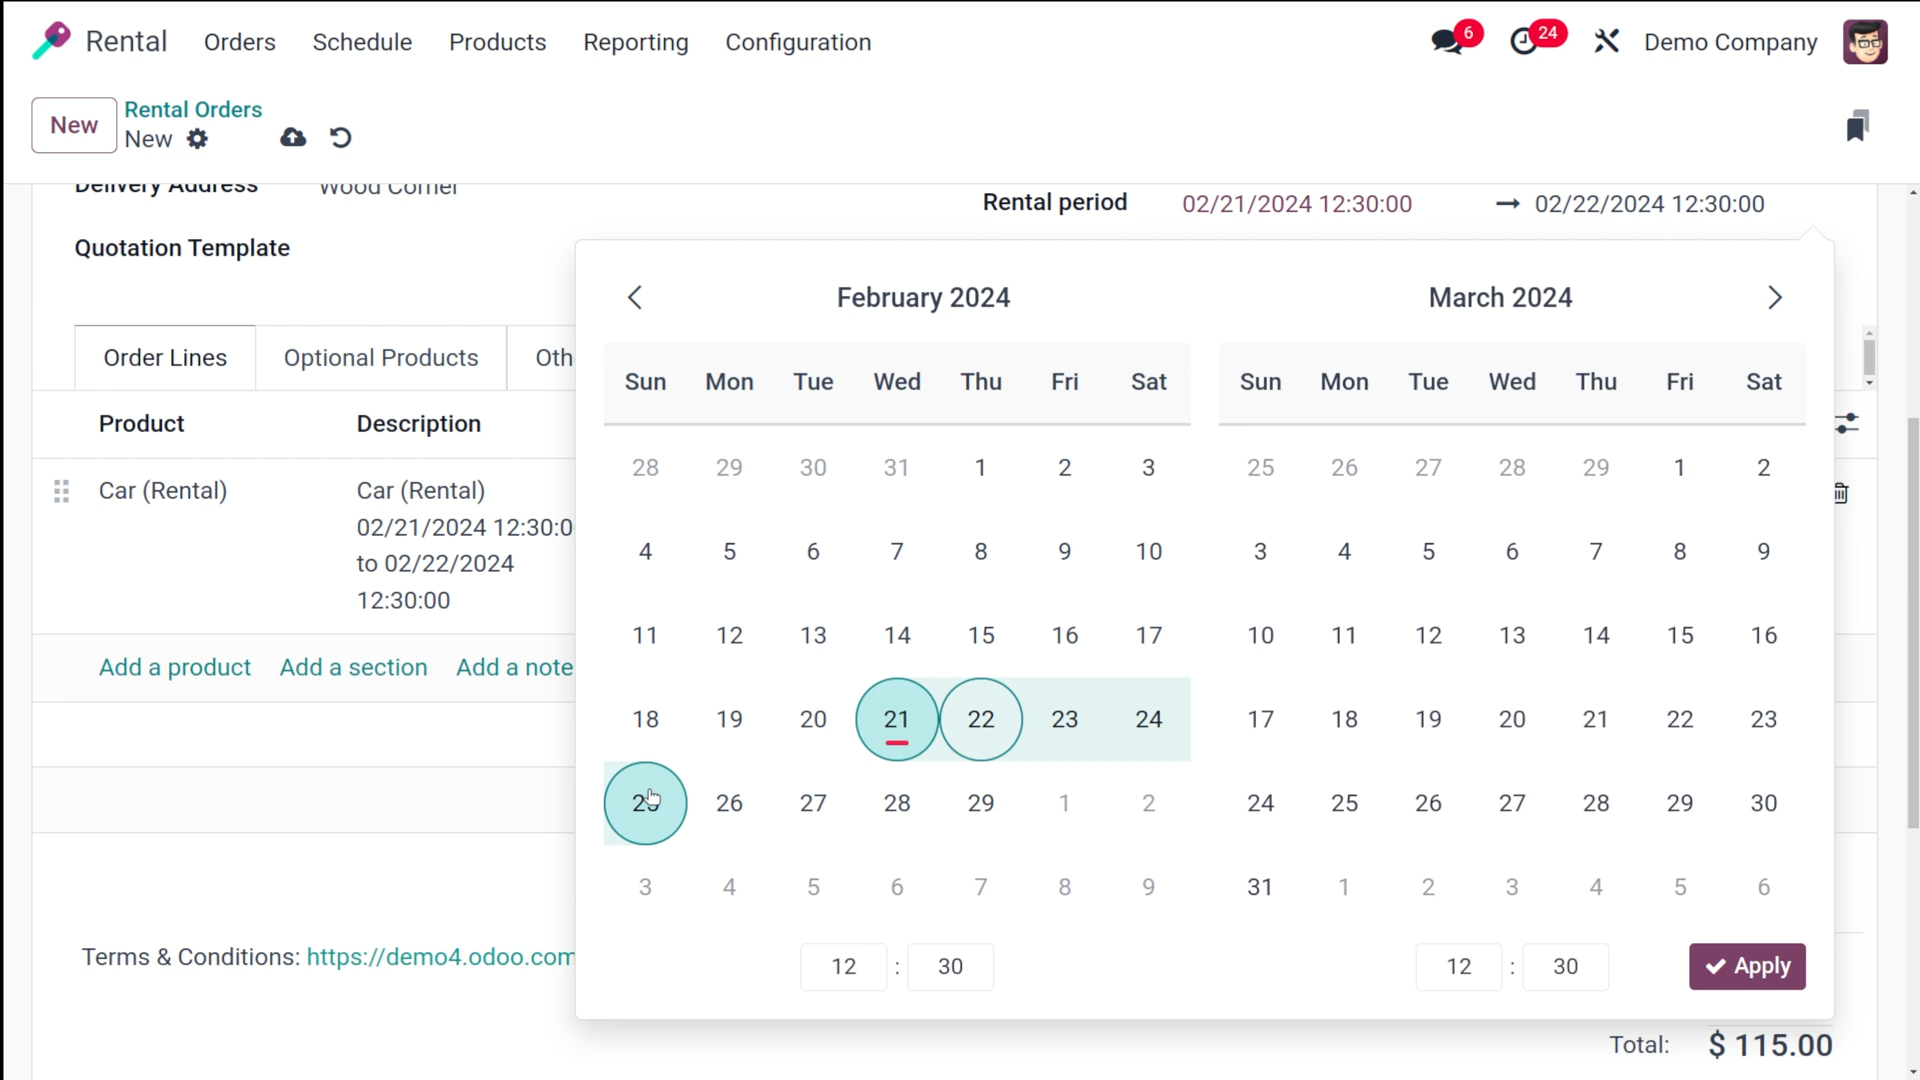 Rental Orders Schedule Products Reporting Configuration 6 24 Demo Company
New Rental Orders
New
Delivery Address Wood Corner
Rental period 02/21/2024 12:30:00 → 02/22/2024 12:30:00
Quotation Template
February 2024 March 2024
Order Lines Optional Products Oth
Sun Mon Tue Wed Thu Fri Sat Sun Mon Tue Wed Thu Fri Sat
Product Description
28 29 30 31 1 2 3 25 26 27 28 29 1 2
Car (Rental) Car (Rental)
02/21/2024 12:30:0
to 02/22/2024
12:30:00
4 5 6 7 8 9 10 3 4 5 6 7 8 9
11 12 13 14 15 16 17 10 11 12 13 14 15 16
Add a product Add a section Add a note
18 19 20 21 22 23 24 17 18 19 20 21 22 23
25 26 27 28 29 1 2 24 25 26 27 28 29 30
3 4 5 6 7 8 9 31 1 2 3 4 5 6
Terms & Conditions: https://demo4.odoo.com
12 : 30 12 : 30 Apply
Total: $ 115.00